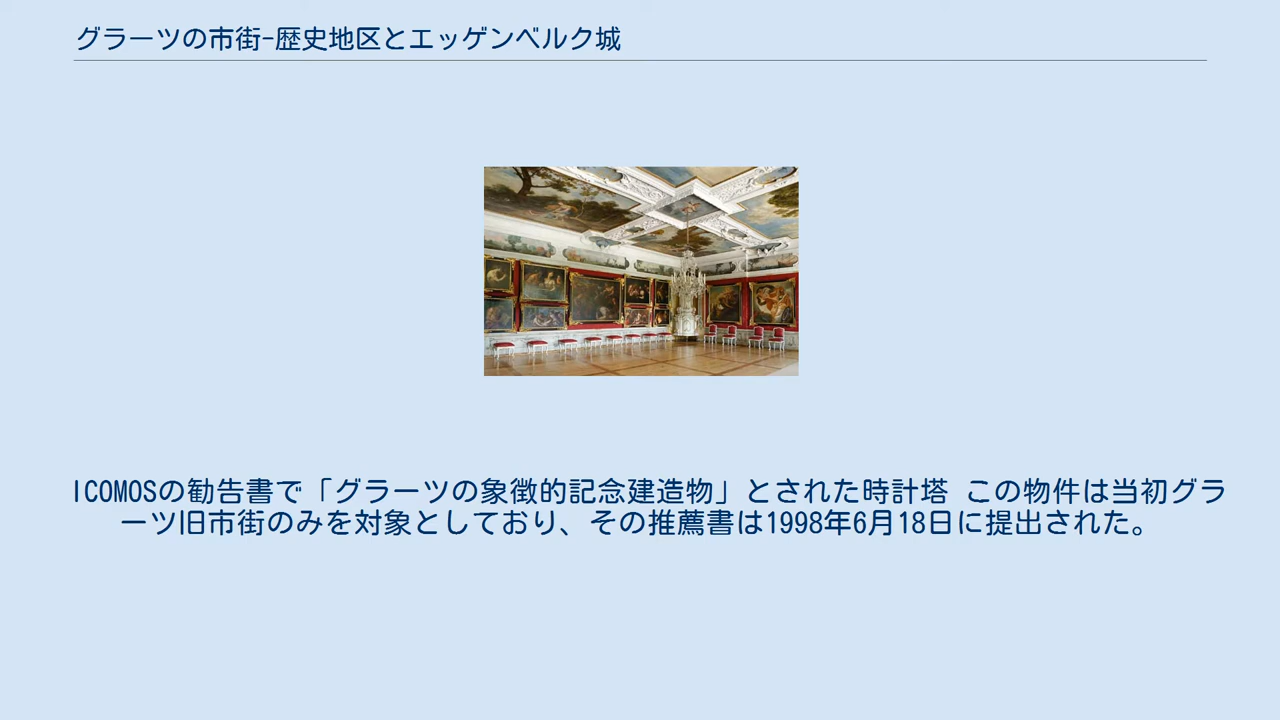 グラーツの市街-歴史地区とエッゲンベルク城
ICOMOSの勧告書で「グラーツの象徴的記念建造物」とされた時計塔 この物件は当初グラ
ーツ旧市街のみを対象としており、その推薦書は1998年6月18日に提出された。